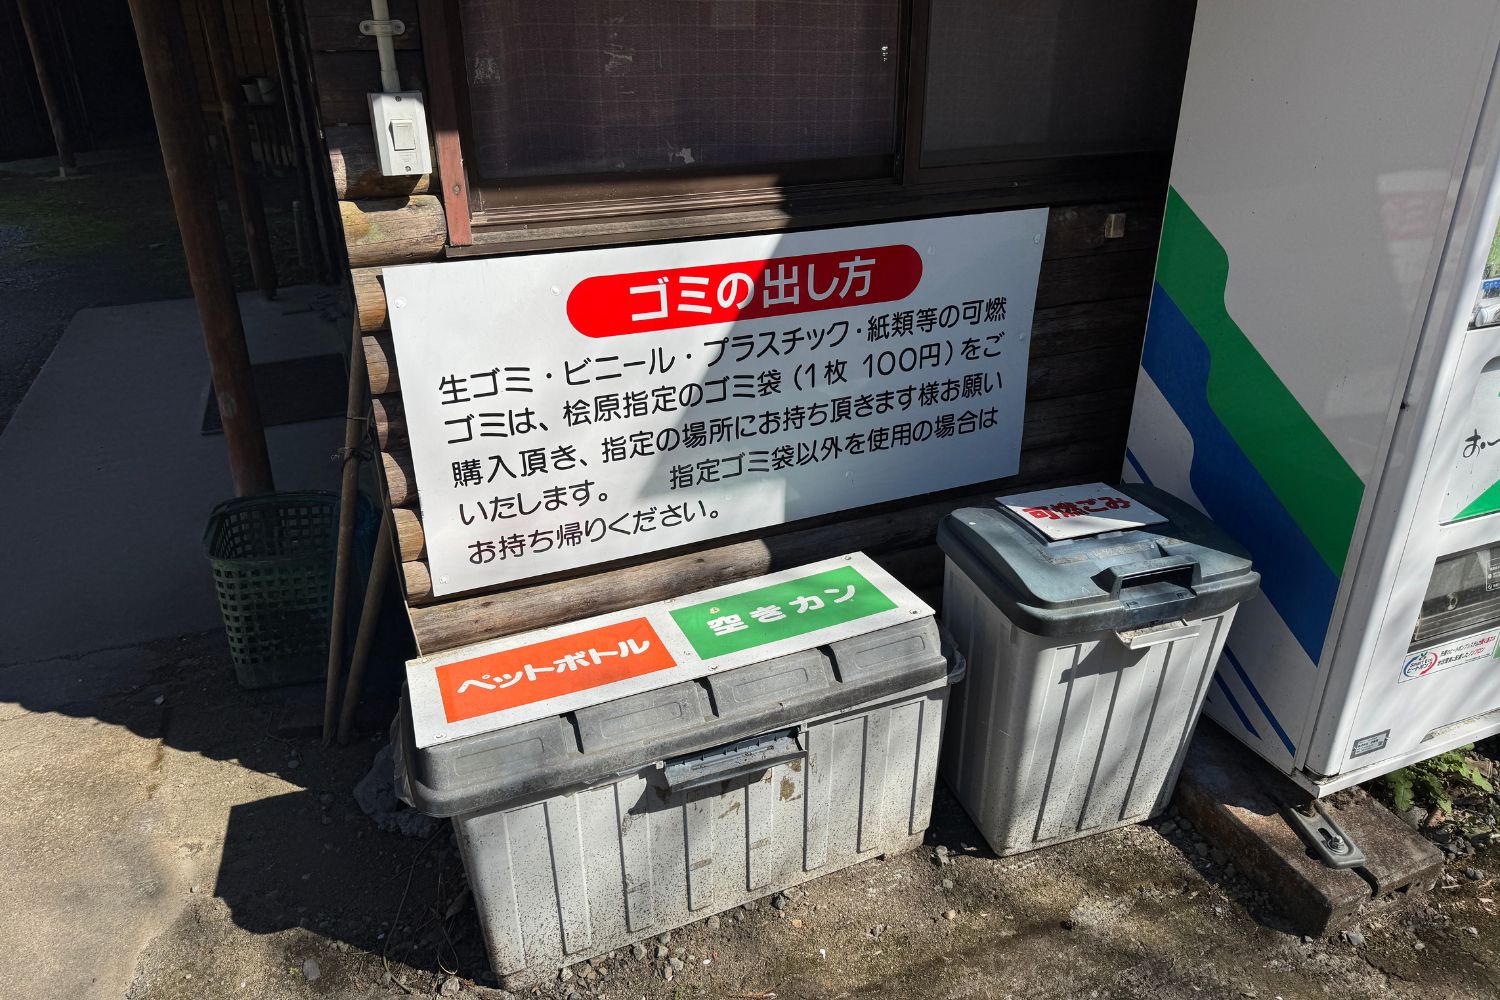 ゴミの出し方
生ゴミ・ビニール・プラスチック・紙類等の可燃
ゴミは、桧原指定のゴミ袋（1枚 100円）をご
購入頂き、指定の場所にお持ち頂きます様お願い
いたします。 指定ゴミ袋以外を使用の場合は
お持ち帰りください。
ペットボトル
空きカン
可燃ごみ
お〜